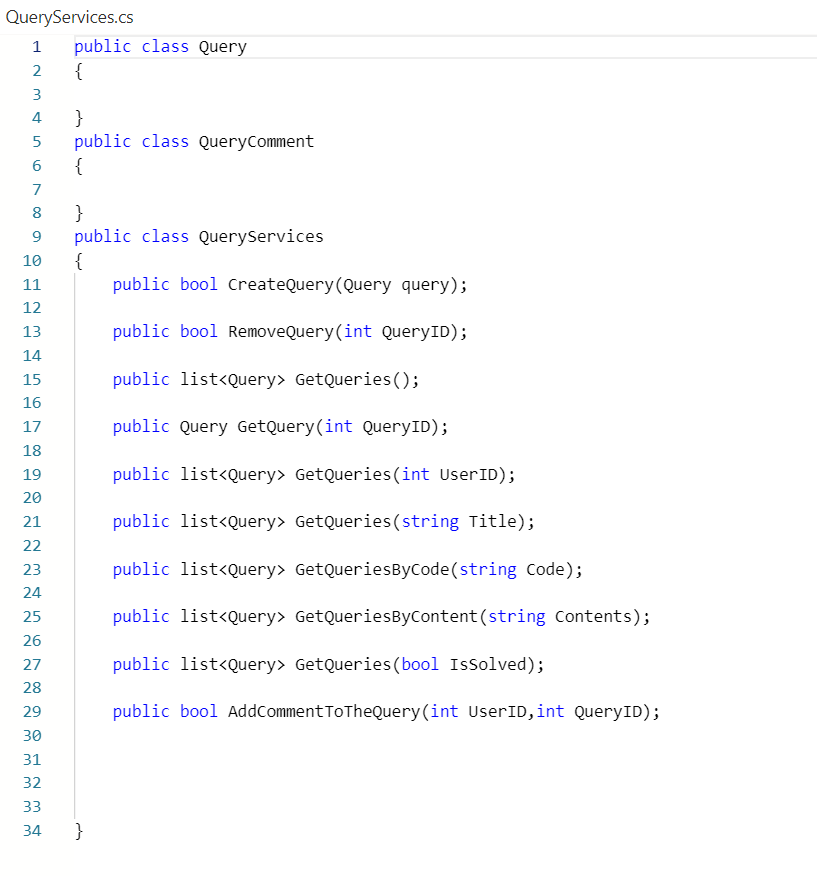 QueryServices.cs
1 public class Query
2 {
3
4 }
5 public class QueryComment
6 {
7
8 }
9 public class QueryServices
10 {
11     public bool CreateQuery(Query query);
12
13     public bool RemoveQuery(int QueryID);
14
15     public list<Query> GetQueries();
16
17     public Query GetQuery(int QueryID);
18
19     public list<Query> GetQueries(int UserID);
20
21     public list<Query> GetQueries(string Title);
22
23     public list<Query> GetQueriesByCode(string Code);
24
25     public list<Query> GetQueriesByContent(string Contents);
26
27     public list<Query> GetQueries(bool IsSolved);
28
29     public bool AddCommentToTheQuery(int UserID,int QueryID);
30
31
32
33
34 }